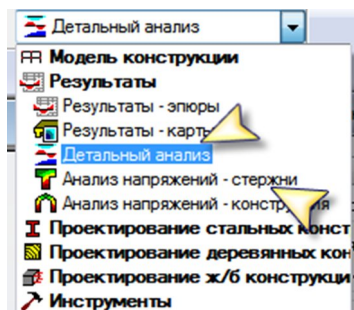 Детальный анализ
Модель конструкции
Результаты
Результаты - эпюры
Результаты - карты
Детальный анализ
Анализ напряжений - стержни
Анализ напряжений - конструкция
Проектирование стальных конст
Проектирование деревянных кон
Проектирование ж/б конструкци
Инструменты